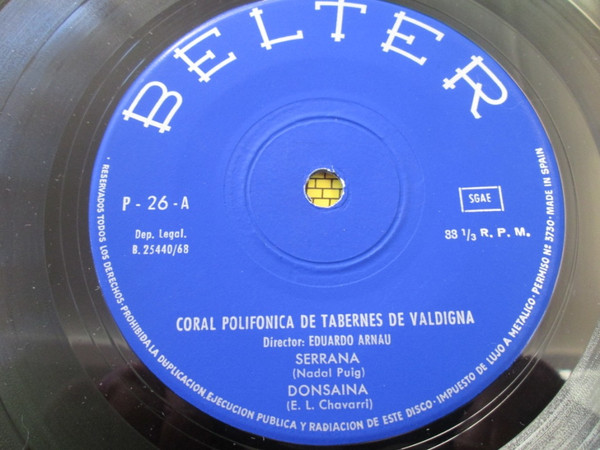 BELTER
P - 26 - A
SGAE
Dep. Legal.
B. 25440/68
33 1/3 R. P. M.
CORAL POLIFONICA DE TABERNES DE VALDIGNA
Director: EDUARDO ARNAU
SERRANA
(Nadal Puig)
DONSAINA
(E. L. Chavarri)
RESERVADOS TODOS LOS DERECHOS· PROHIBIDA LA DUPLICACION, EJECUCION PUBLICA Y RADIACION DE ESTE DISCO · IMPUESTO DE LUJO A METALICO · PERMISO Nº 3730 · MADE IN SPAIN